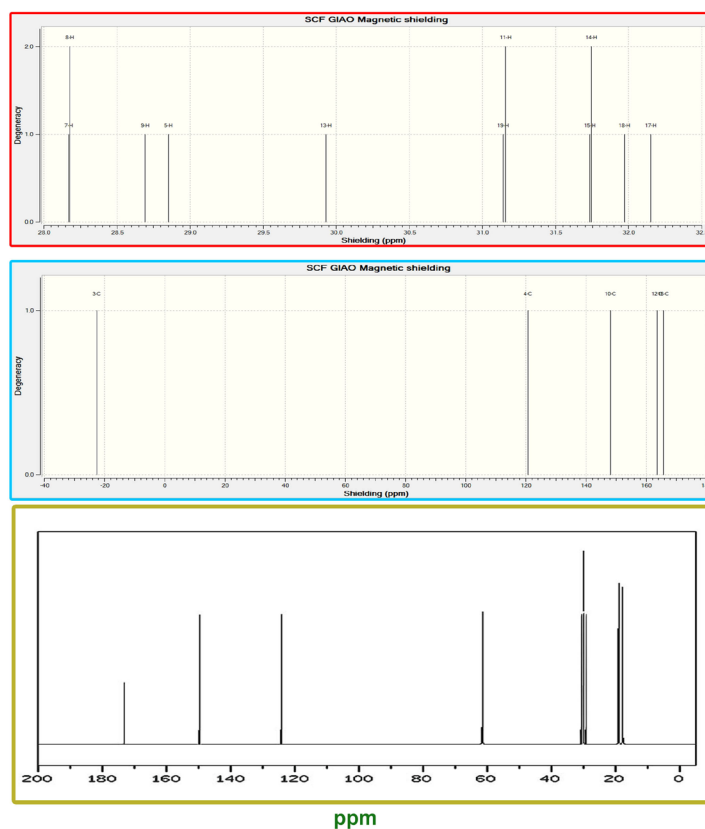 SCF GIAO Magnetic shielding
8-H 11-H 14-H
2.0
7-H 9-H 5-H 13-H 19-H 15-H 18-H 17-H
1.0
Degeneracy
0.0
28.0 28.5 29.0 29.5 30.0 30.5 31.0 31.5 32.0 32.5
Shielding (ppm)
SCF GIAO Magnetic shielding
3-C 4-C 10-C
1.0
Degeneracy
0.0
-40 -20 0 20 40 60 80 100 120 140 160
Shielding (ppm)
200 180 160 140 120 100 80 60 40 20 0
ppm